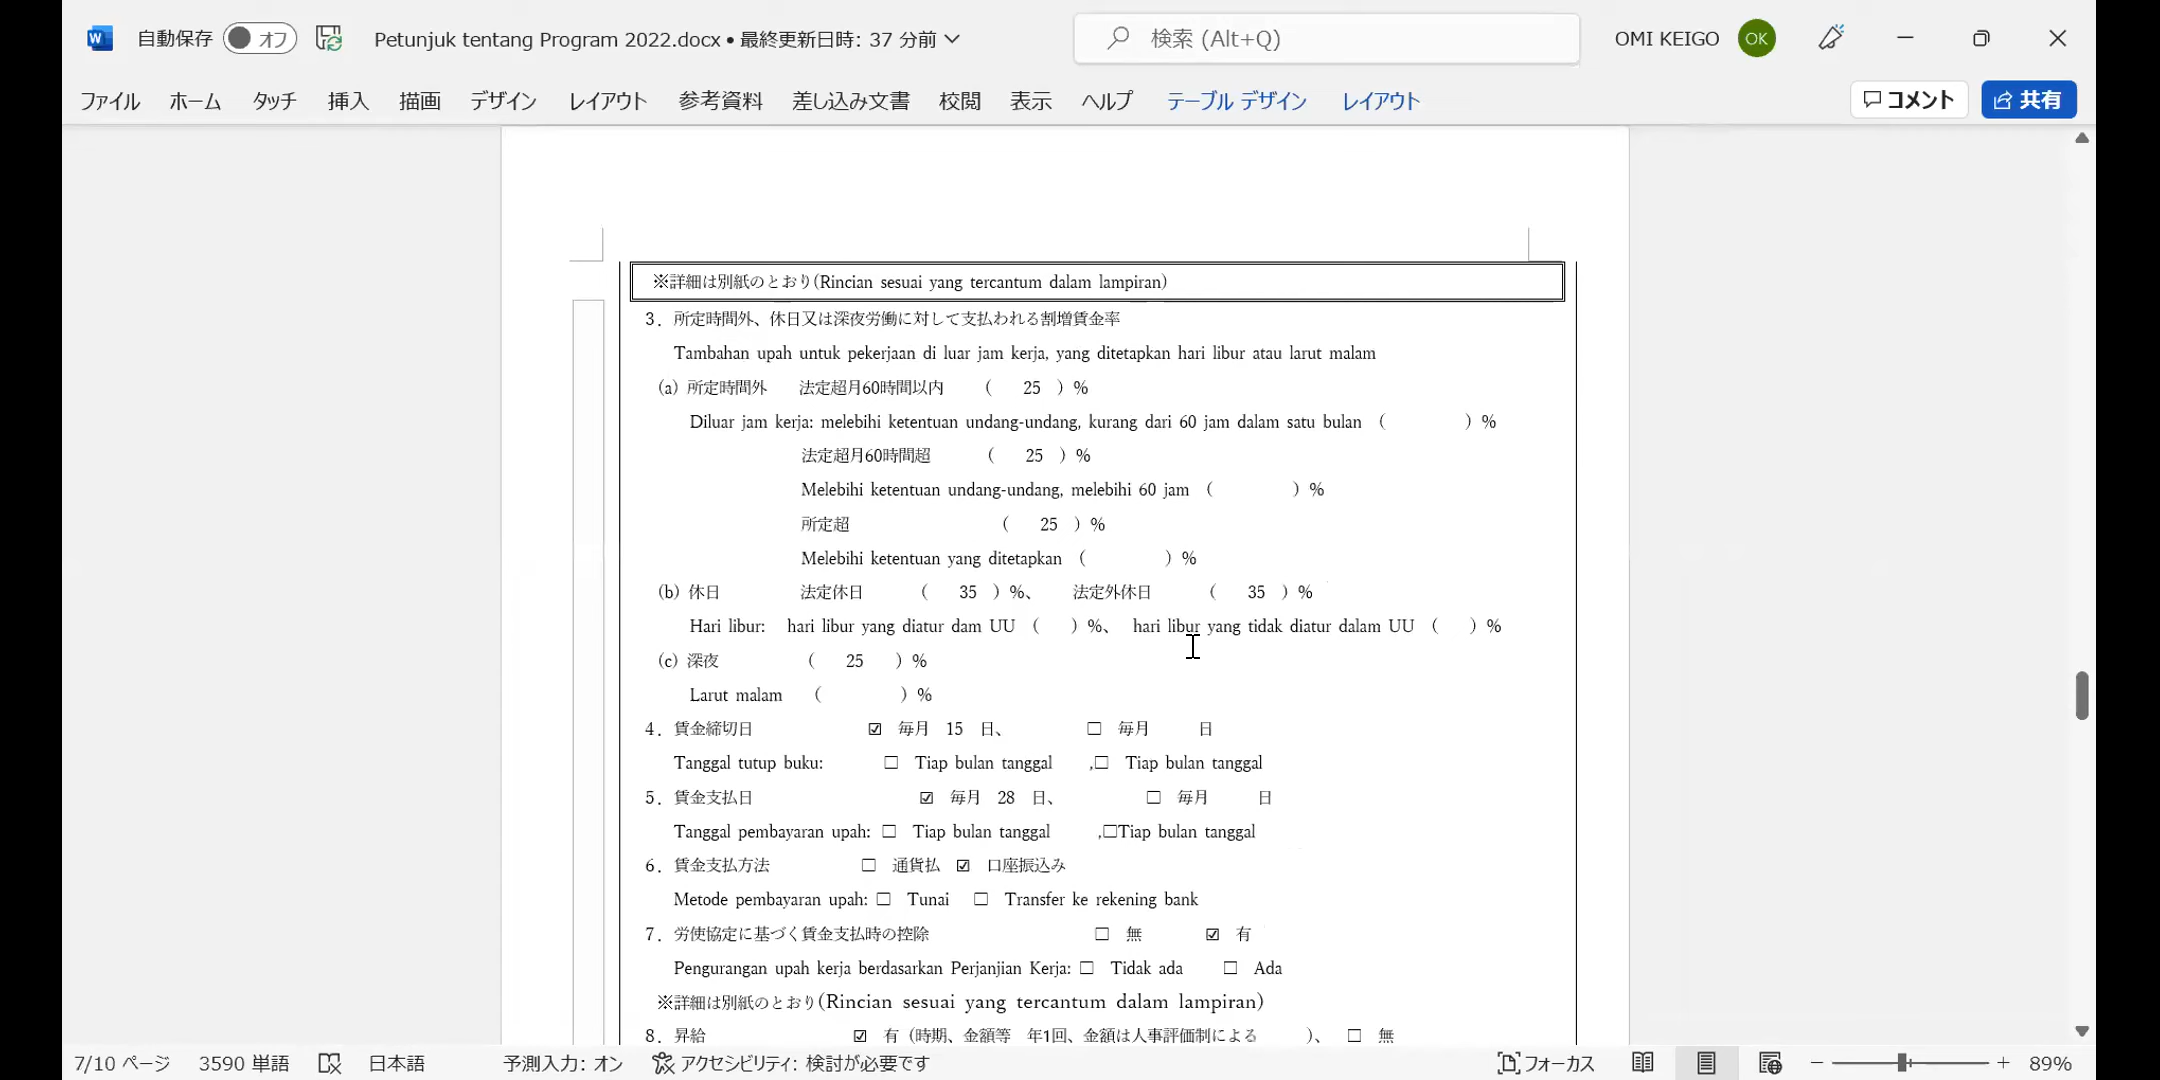 自動保存 オフ Petunjuk tentang Program 2022.docx • 最終更新日時: 37 分前 検索 (Alt+Q) OMI KEIGO OK
ファイル ホーム タッチ 挿入 描画 デザイン レイアウト 参考資料 差し込み文書 校閲 表示 ヘルプ テーブル デザイン レイアウト コメント 共有
※詳細は別紙のとおり(Rincian sesuai yang tercantum dalam lampiran)
3．所定時間外、休日又は深夜労働に対して支払われる割増賃金率
Tambahan upah untuk pekerjaan di luar jam kerja, yang ditetapkan hari libur atau larut malam
(a) 所定時間外 法定超月60時間以内 （ 25 ）%
Diluar jam kerja: melebihi ketentuan undang-undang, kurang dari 60 jam dalam satu bulan （ ）%
法定超月60時間超 （ 25 ）%
Melebihi ketentuan undang-undang, melebihi 60 jam （ ）%
所定超 （ 25 ）%
Melebihi ketentuan yang ditetapkan （ ）%
(b) 休日 法定休日 （ 35 ）%、 法定外休日 （ 35 ）%
Hari libur: hari libur yang diatur dam UU （ ）%、 hari libur yang tidak diatur dalam UU （ ）%
(c) 深夜 （ 25 ）%
Larut malam （ ）%
4．賃金締切日 ☑ 毎月 15 日、 ☐ 毎月 日
Tanggal tutup buku: ☐ Tiap bulan tanggal ,☐ Tiap bulan tanggal
5．賃金支払日 ☑ 毎月 28 日、 ☐ 毎月 日
Tanggal pembayaran upah: ☐ Tiap bulan tanggal ,☐Tiap bulan tanggal
6．賃金支払方法 ☐ 通貨払 ☑ 口座振込み
Metode pembayaran upah: ☐ Tunai ☐ Transfer ke rekening bank
7．労使協定に基づく賃金支払時の控除 ☐ 無 ☑ 有
Pengurangan upah kerja berdasarkan Perjanjian Kerja: ☐ Tidak ada ☐ Ada
※詳細は別紙のとおり(Rincian sesuai yang tercantum dalam lampiran)
8．昇給 ☑ 有（時期、金額等 年1回、金額は人事評価制による ）、 ☐ 無
7/10 ページ 3590 単語 日本語 予測入力: オン アクセシビリティ: 検討が必要です フォーカス 89%